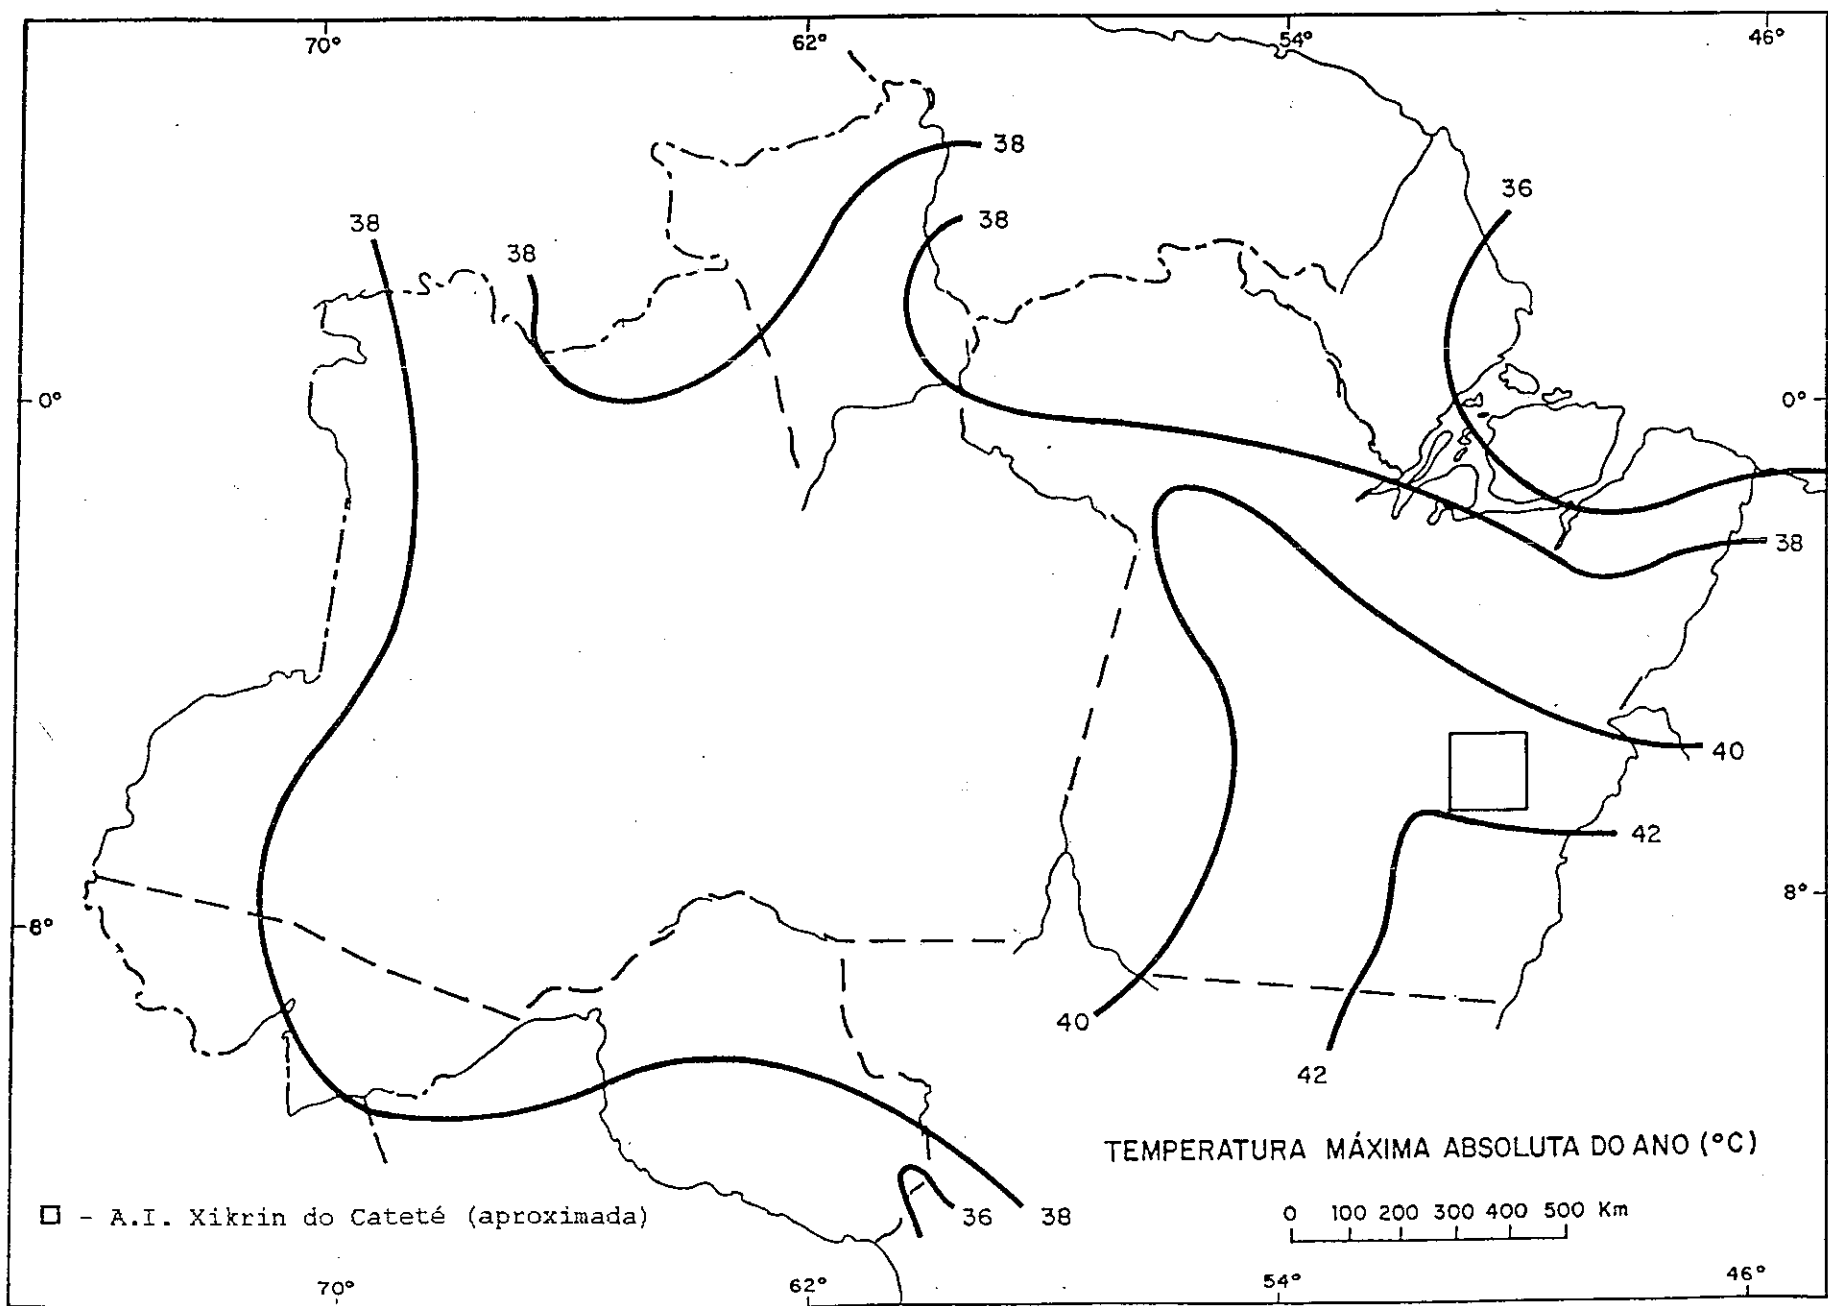 70° 62° 54° 46°
38
36
38
38
38
0° 0°
38
40
42
8° 8°
40
42
TEMPERATURA MÁXIMA ABSOLUTA DO ANO (°C)
□ - A.I. Xikrin do Cateté (aproximada)
36 38
0 100 200 300 400 500 Km
70° 62° 54° 46°